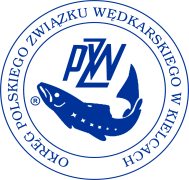 OKRĘG POLSKIEGO ZWIĄZKU WĘDKARSKIEGO W KIELCACH
PZW
®